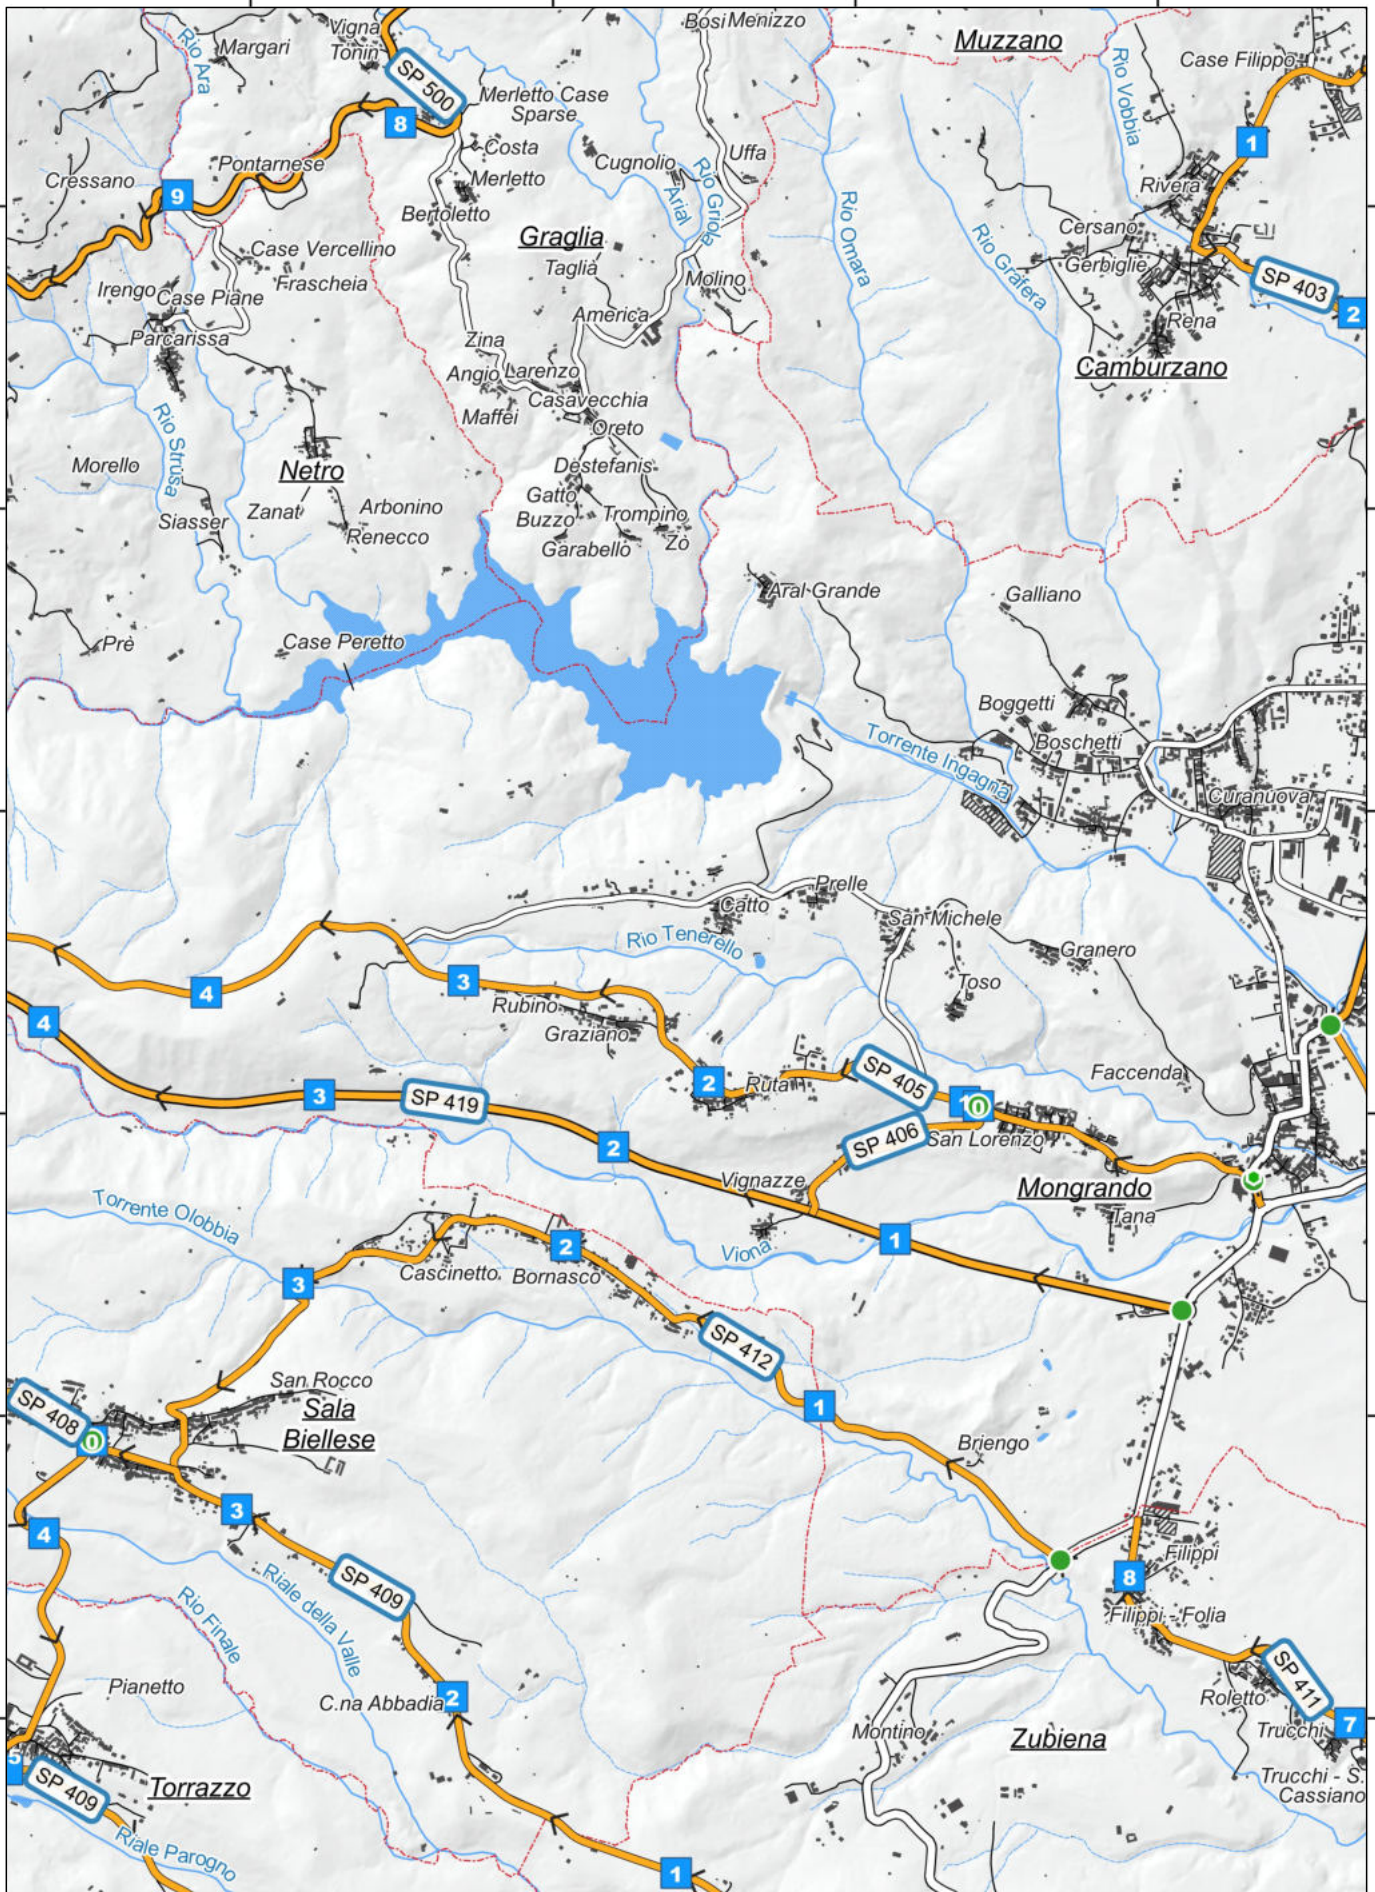 Bosi Menizzo
Vigna
Tonin
Margari
Rio Ara
Muzzano
Case Filippo
Rio Vobbia
SP 500
Merletto Case
Sparse
8
1
Costa
Cugnolio
Uffa
Pontarnese
Cressano
9
Merletto
Arial
Rio Griola
Rivera
Bertoletto
Rio Omara
Rio Grafera
Cersano
Graglia
Case Vercellino
Gerbiglie
Taglia
Frascheia
Molino
SP 403
Irengo
Case Piane
2
America
Rena
Parcarissa
Zina
Camburzano
Angio
Larenzo
Casavecchia
Maffei
Oreto
Rio Strusa
Morello
Netro
Destefanis
Gatto
Zanat
Arbonino
Buzzo
Trompino
Siasser
Renecco
Garabello
Zò
Aral Grande
Galliano
Prè
Case Peretto
Boggetti
Boschetti
Torrente Ingagna
Curanuova
Prelle
Catto
San Michele
Rio Tenerello
Granero
3
Toso
4
Rubino
4
Graziano
Faccenda
2
Ruta
SP 405
3
SP 419
1
0
SP 406
San Lorenzo
2
Vignazze
Mongrando
Tana
Torrente Olobbia
Viona
1
2
Cascinetto
Bornasco
3
SP 412
San Rocco
Sala
Biellese
SP 408
1
0
Briengo
3
4
Filippi
8
SP 409
Riale della Valle
Rio Finale
Filippi - Folia
SP 411
Pianetto
C.na Abbadia
2
Roletto
7
Montino
Zubiena
Trucchi
5
SP 409
Torrazzo
Trucchi - S.
Cassiano
Riale Parogno
1